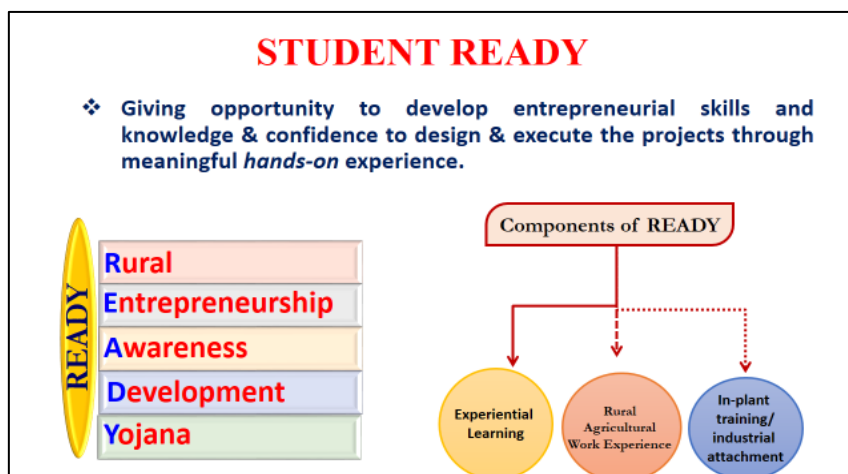 STUDENT READY
❖ Giving opportunity to develop entrepreneurial skills and
knowledge & confidence to design & execute the projects through
meaningful hands-on experience.
READY
Rural
Entrepreneurship
Awareness
Development
Yojana
Components of READY
Experiential
Learning
Rural
Agricultural
Work Experience
In-plant
training/
industrial
attachment